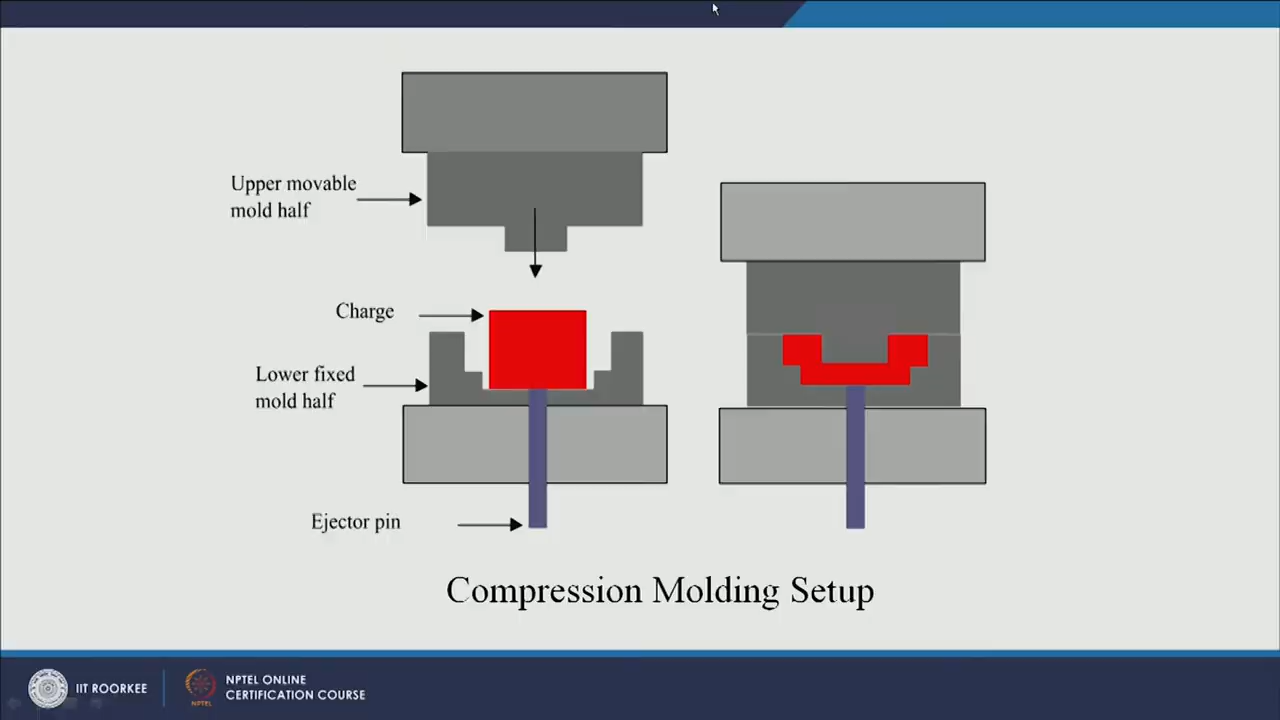 Upper movable
mold half
Charge
Lower fixed
mold half
Ejector pin
Compression Molding Setup
IIT ROORKEE
NPTEL
NPTEL ONLINE
CERTIFICATION COURSE